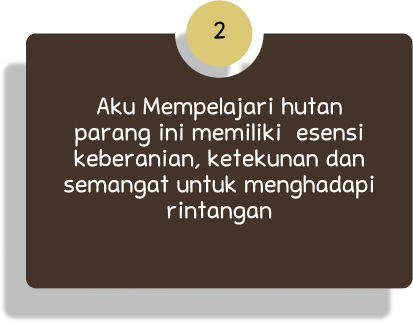 2
Aku Mempelajari hutan
parang ini memiliki esensi
keberanian, ketekunan dan
semangat untuk menghadapi
rintangan